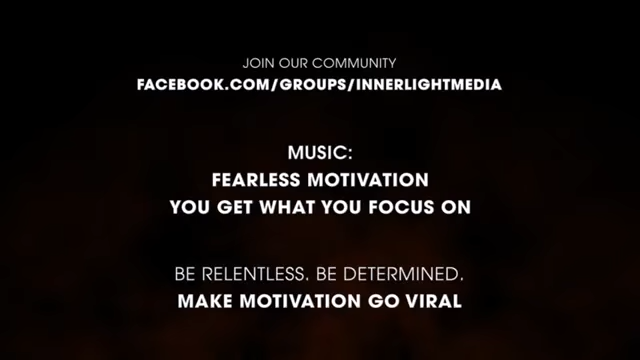 JOIN OUR COMMUNITY
FACEBOOK.COM/GROUPS/INNERLIGHTMEDIA
MUSIC:
FEARLESS MOTIVATION
YOU GET WHAT YOU FOCUS ON
BE RELENTLESS. BE DETERMINED.
MAKE MOTIVATION GO VIRAL